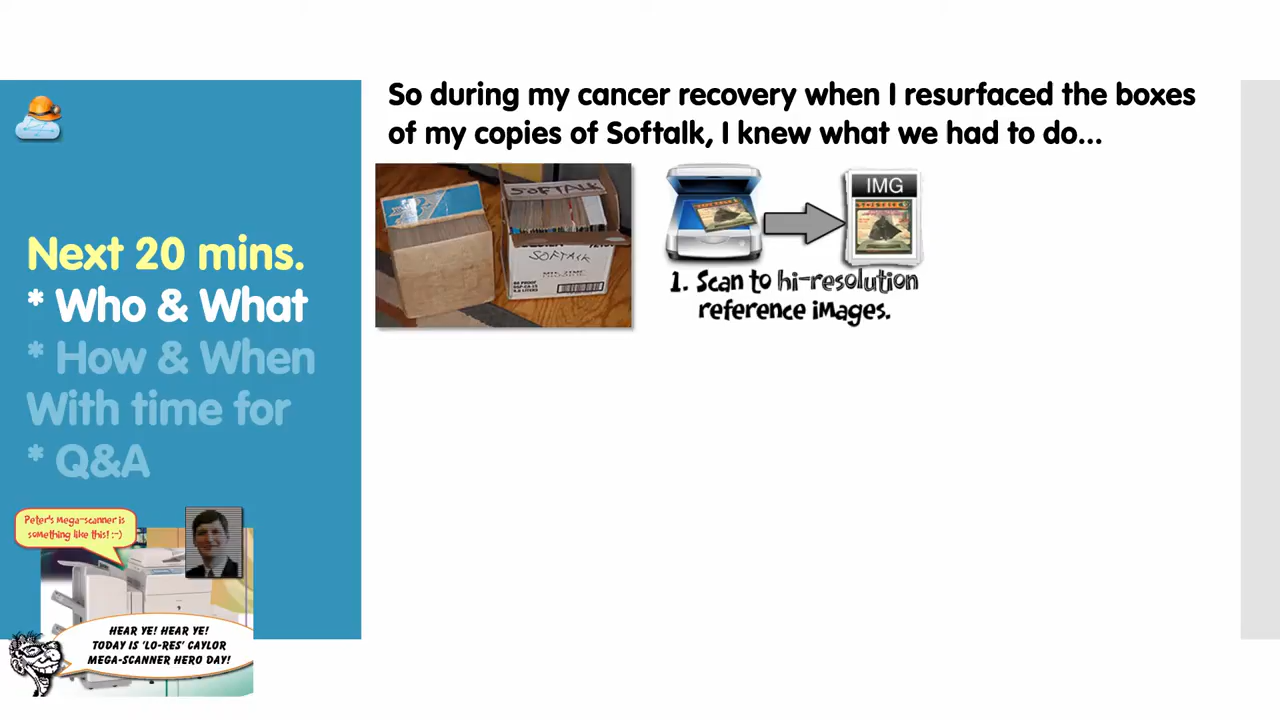 So during my cancer recovery when I resurfaced the boxes
of my copies of Softalk, I knew what we had to do...
Next 20 mins.
* Who & What
* How & When
With time for
* Q&A
SOFTALK
SOFTALK
IMG
1. Scan to hi-resolution
reference images.
Peter's mega-scanner is
something like this! :-)
HEAR YE! HEAR YE!
TODAY IS 'LO-RES' CAYLOR
MEGA-SCANNER HERO DAY!